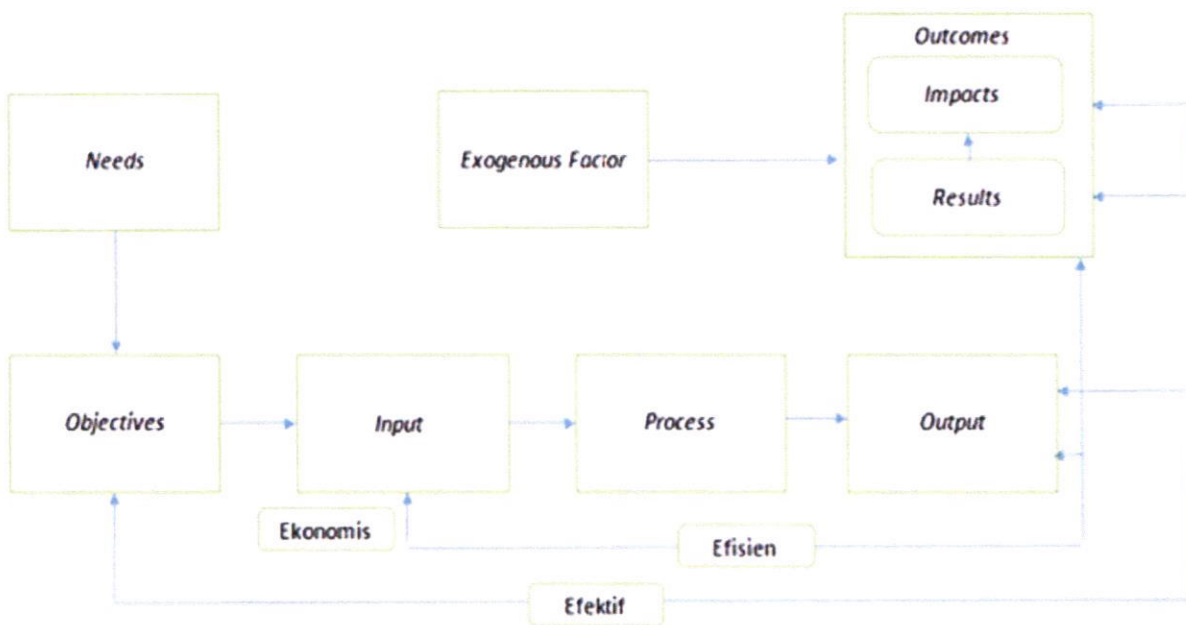 Outcomes
Impacts
Needs
Exogenous Factor
Results
Objectives
Input
Process
Output
Ekonomis
Efisien
Efektif